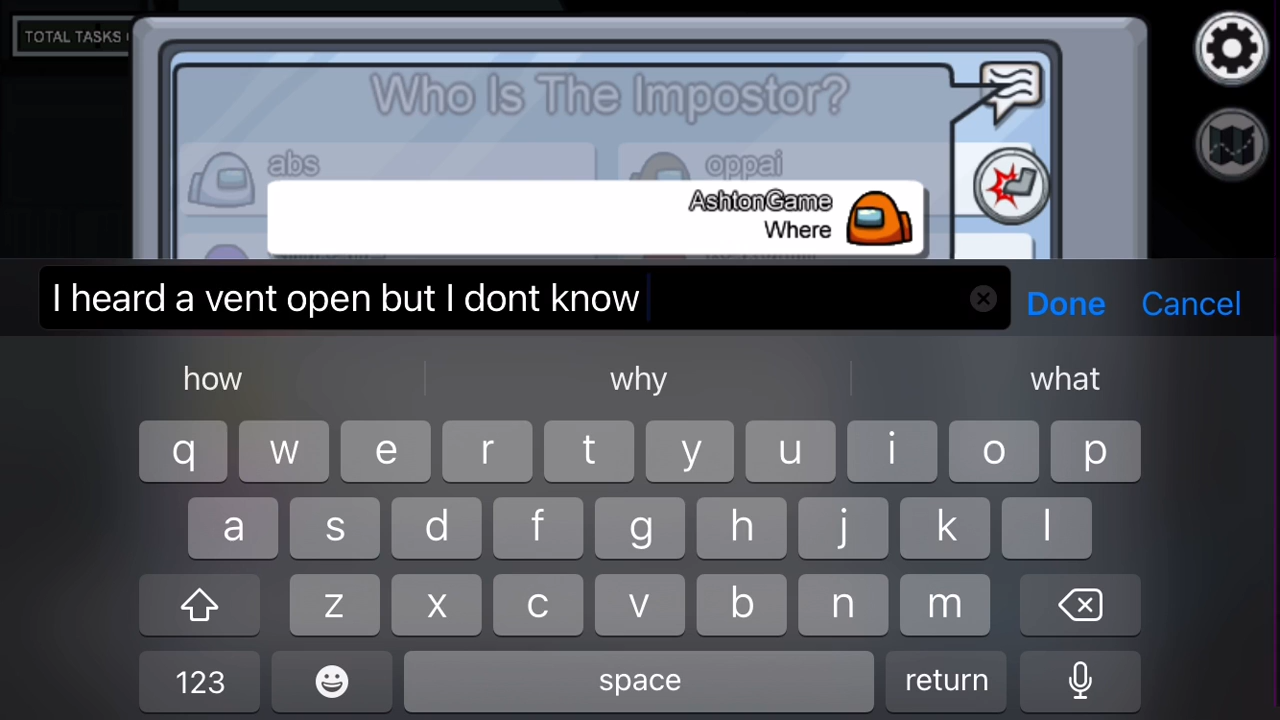 TOTAL TASKS
Who Is The Impostor?
abs
oppai
AshtonGame
Where
I heard a vent open but I dont know
Done
Cancel
how
why
what
q w e r t y u i o p
a s d f g h j k l
z x c v b n m
123
space
return